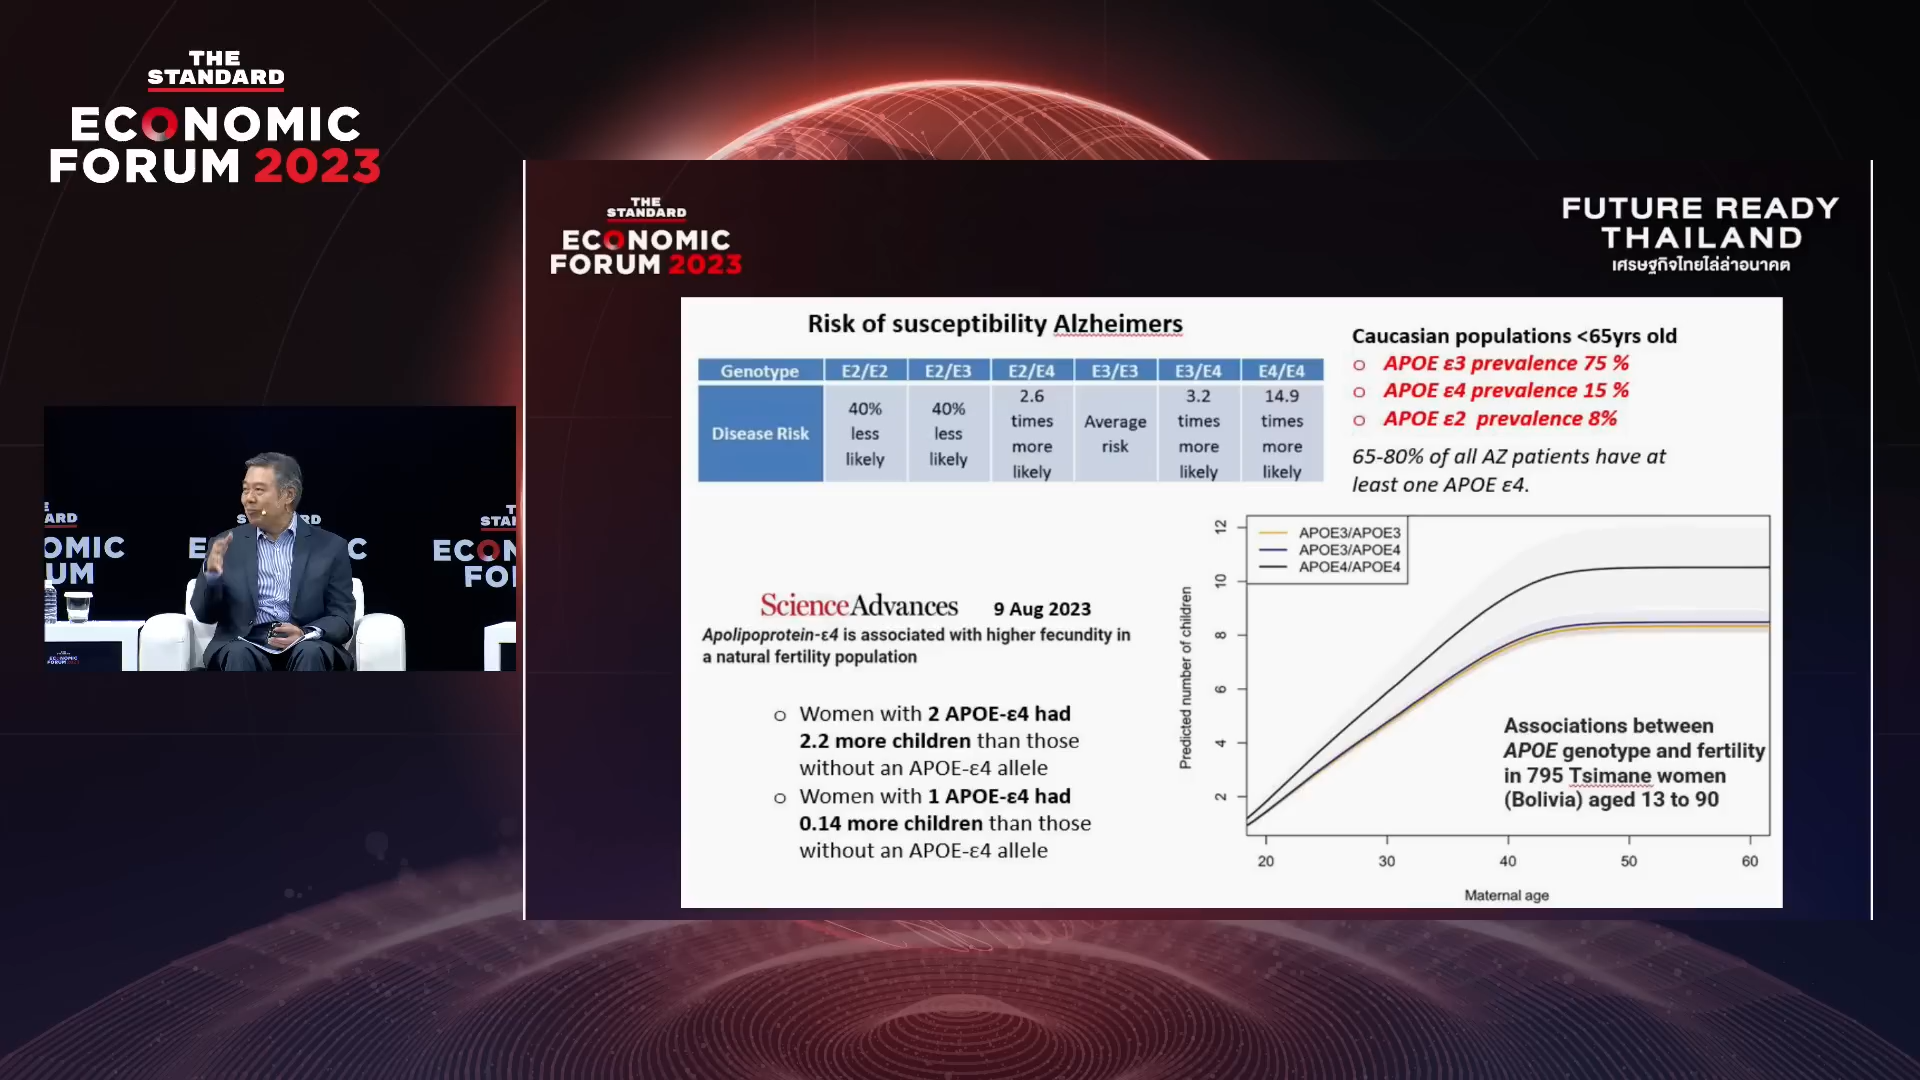 THE
STANDARD
ECONOMIC
FORUM 2023
THE
STANDARD
ECONOMIC
FORUM 2023
FUTURE READY
THAILAND
เศรษฐกิจไทยไล่ล่าอนาคต
Risk of susceptibility Alzheimers
Genotype E2/E2 E2/E3 E2/E4 E3/E3 E3/E4 E4/E4
Disease Risk
40%
less
likely
40%
less
likely
2.6
times
more
likely
Average
risk
3.2
times
more
likely
14.9
times
more
likely
Caucasian populations <65yrs old
o APOE ε3 prevalence 75 %
o APOE ε4 prevalence 15 %
o APOE ε2 prevalence 8%
65-80% of all AZ patients have at
least one APOE ε4.
ScienceAdvances 9 Aug 2023
Apolipoprotein-ε4 is associated with higher fecundity in
a natural fertility population
o Women with 2 APOE-ε4 had
2.2 more children than those
without an APOE-ε4 allele
o Women with 1 APOE-ε4 had
0.14 more children than those
without an APOE-ε4 allele
APOE3/APOE3
APOE3/APOE4
APOE4/APOE4
Predicted number of children
12
10
8
6
4
2
Associations between
APOE genotype and fertility
in 795 Tsimane women
(Bolivia) aged 13 to 90
20 30 40 50 60
Maternal age
ARD
OMIC
UM
S RD
E C
STA
ECON
FO
ECONOMIC